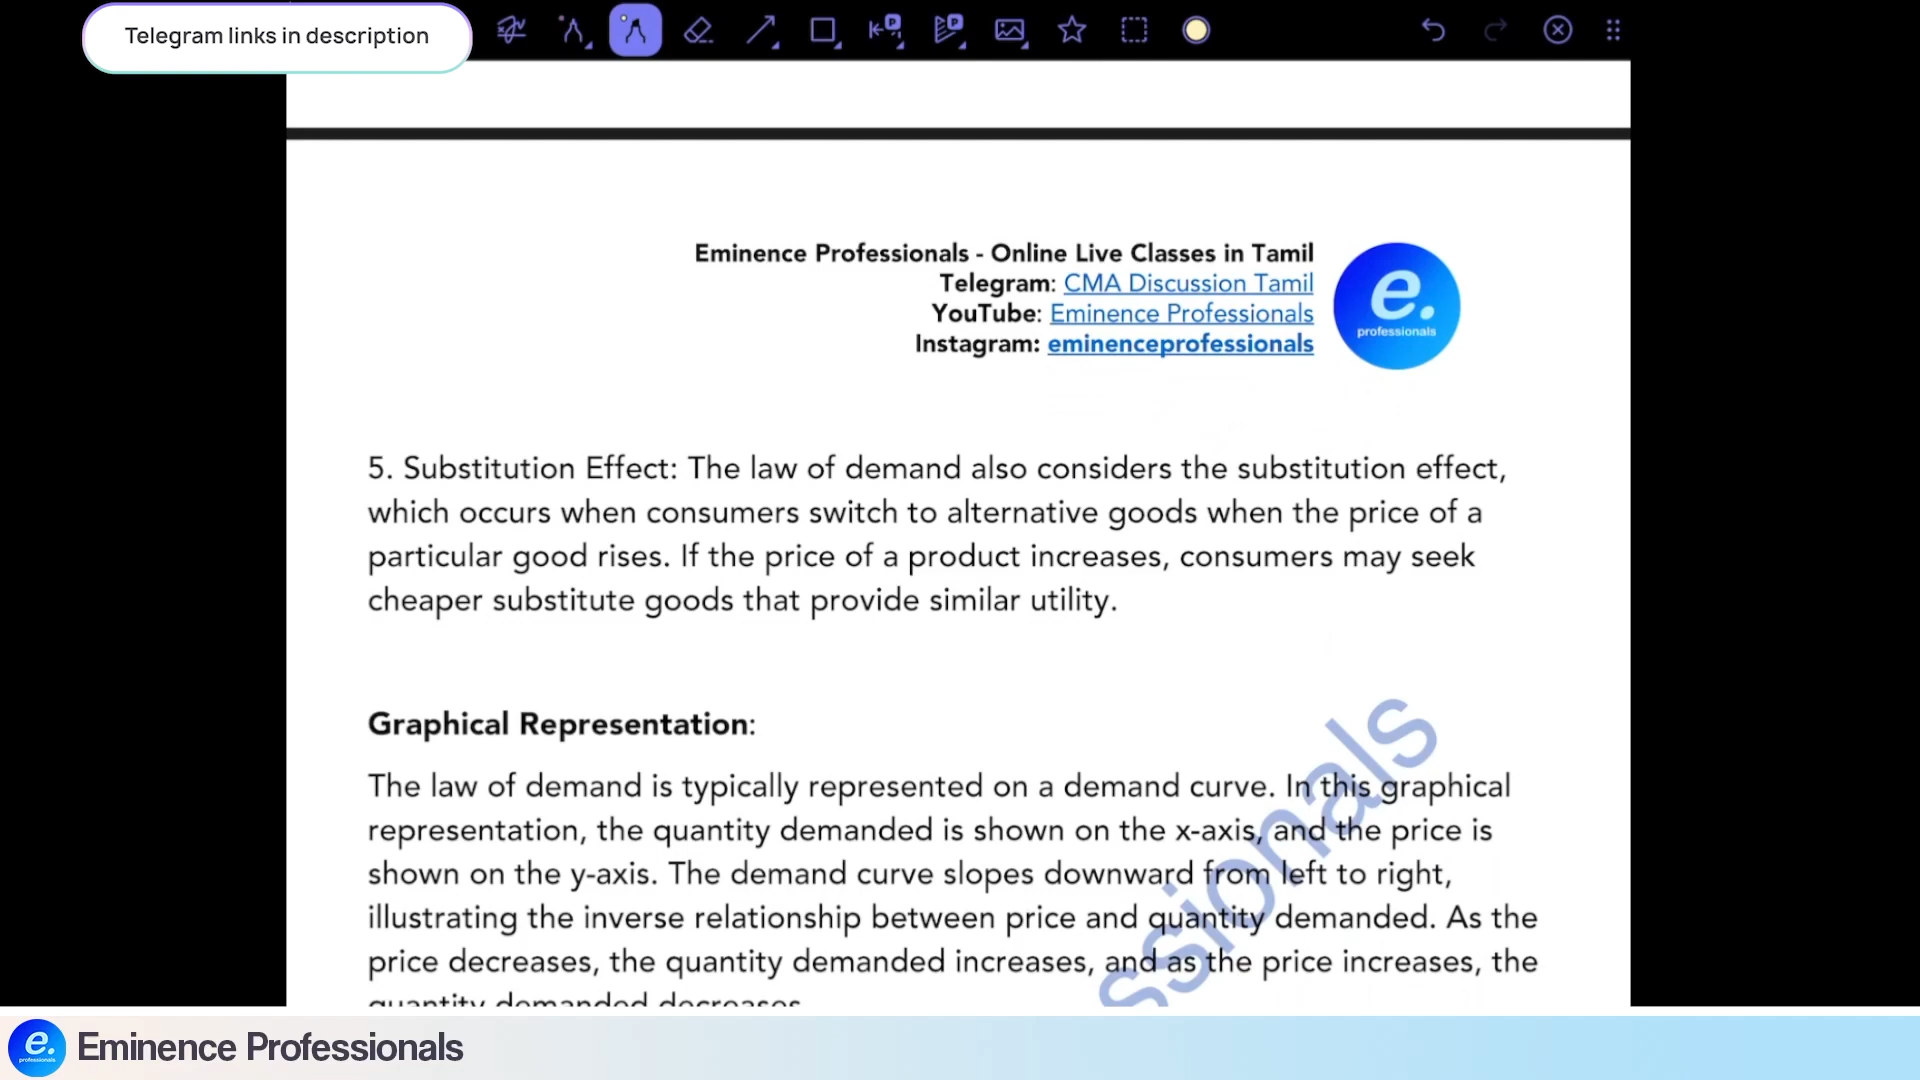 Telegram links in description
Eminence Professionals - Online Live Classes in Tamil
Telegram: CMA Discussion Tamil
YouTube: Eminence Professionals
Instagram: eminenceprofessionals
e.
professionals
5. Substitution Effect: The law of demand also considers the substitution effect,
which occurs when consumers switch to alternative goods when the price of a
particular good rises. If the price of a product increases, consumers may seek
cheaper substitute goods that provide similar utility.
Graphical Representation:
The law of demand is typically represented on a demand curve. In this graphical
representation, the quantity demanded is shown on the x-axis, and the price is
shown on the y-axis. The demand curve slopes downward from left to right,
illustrating the inverse relationship between price and quantity demanded. As the
price decreases, the quantity demanded increases, and as the price increases, the
quantity demanded decreases.
ssionals
e.
professionals
Eminence Professionals